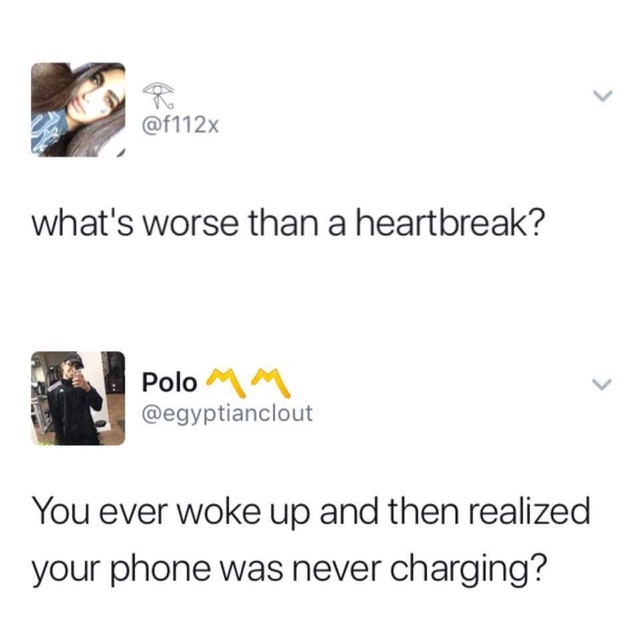 𓂀
@f112x
what's worse than a heartbreak?
Polo 〽️〽️
@egyptianclout
You ever woke up and then realized
your phone was never charging?